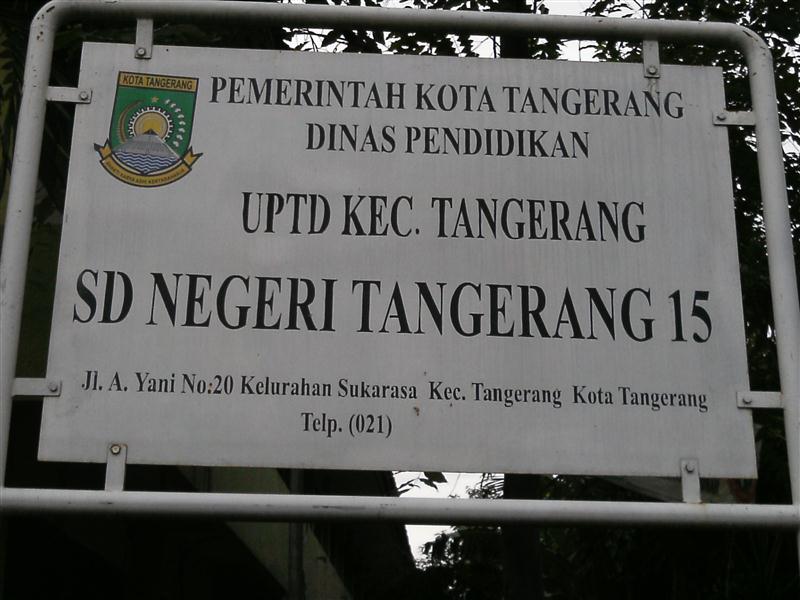 KOTA TANGERANG
PEMERINTAH KOTA TANGERANG
DINAS PENDIDIKAN
UPTD KEC. TANGERANG
SD NEGERI TANGERANG 15
Jl. A. Yani No:20 Kelurahan Sukarasa Kec. Tangerang Kota Tangerang
Telp. (021)